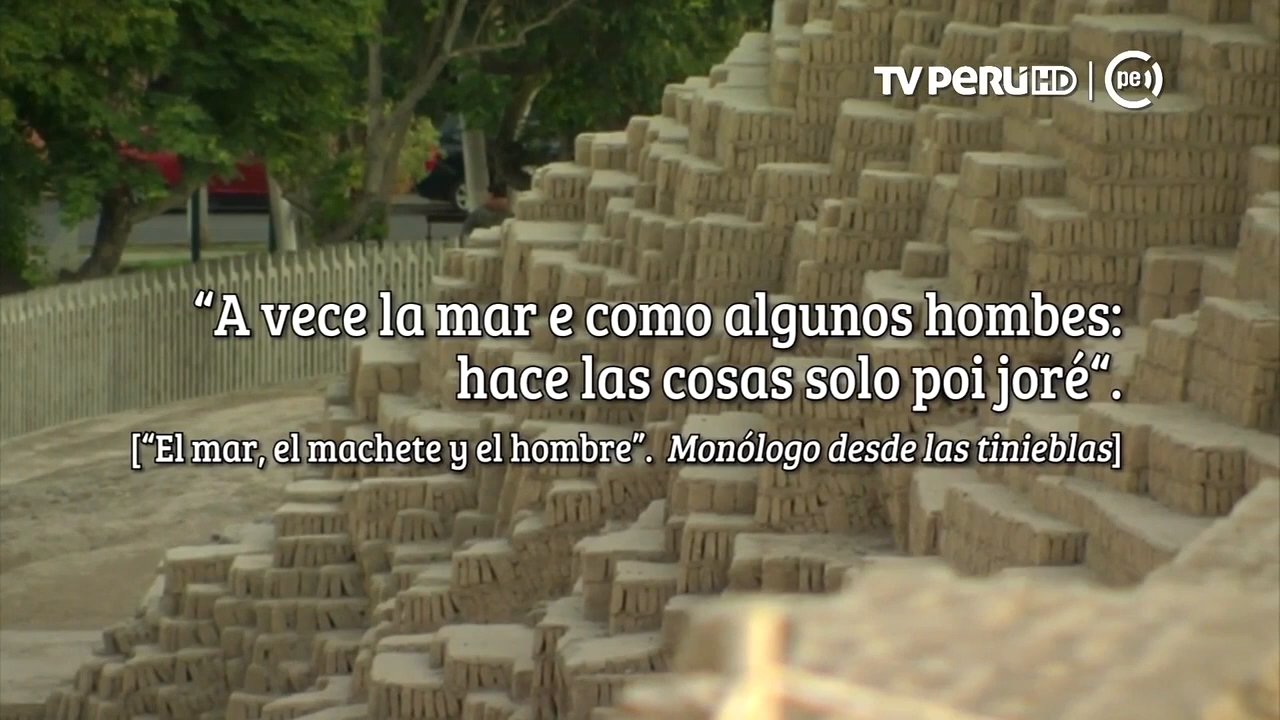 TV PERÚ HD | pe
“A vece la mar e como algunos hombes:
hace las cosas solo poi joré“.
[“El mar, el machete y el hombre”. Monólogo desde las tinieblas]